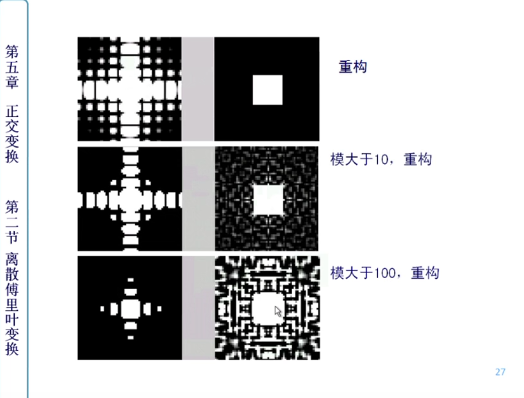 第五章 正交变换 第二节 离散傅里叶变换
重构
模大于10，重构
模大于100，重构
27